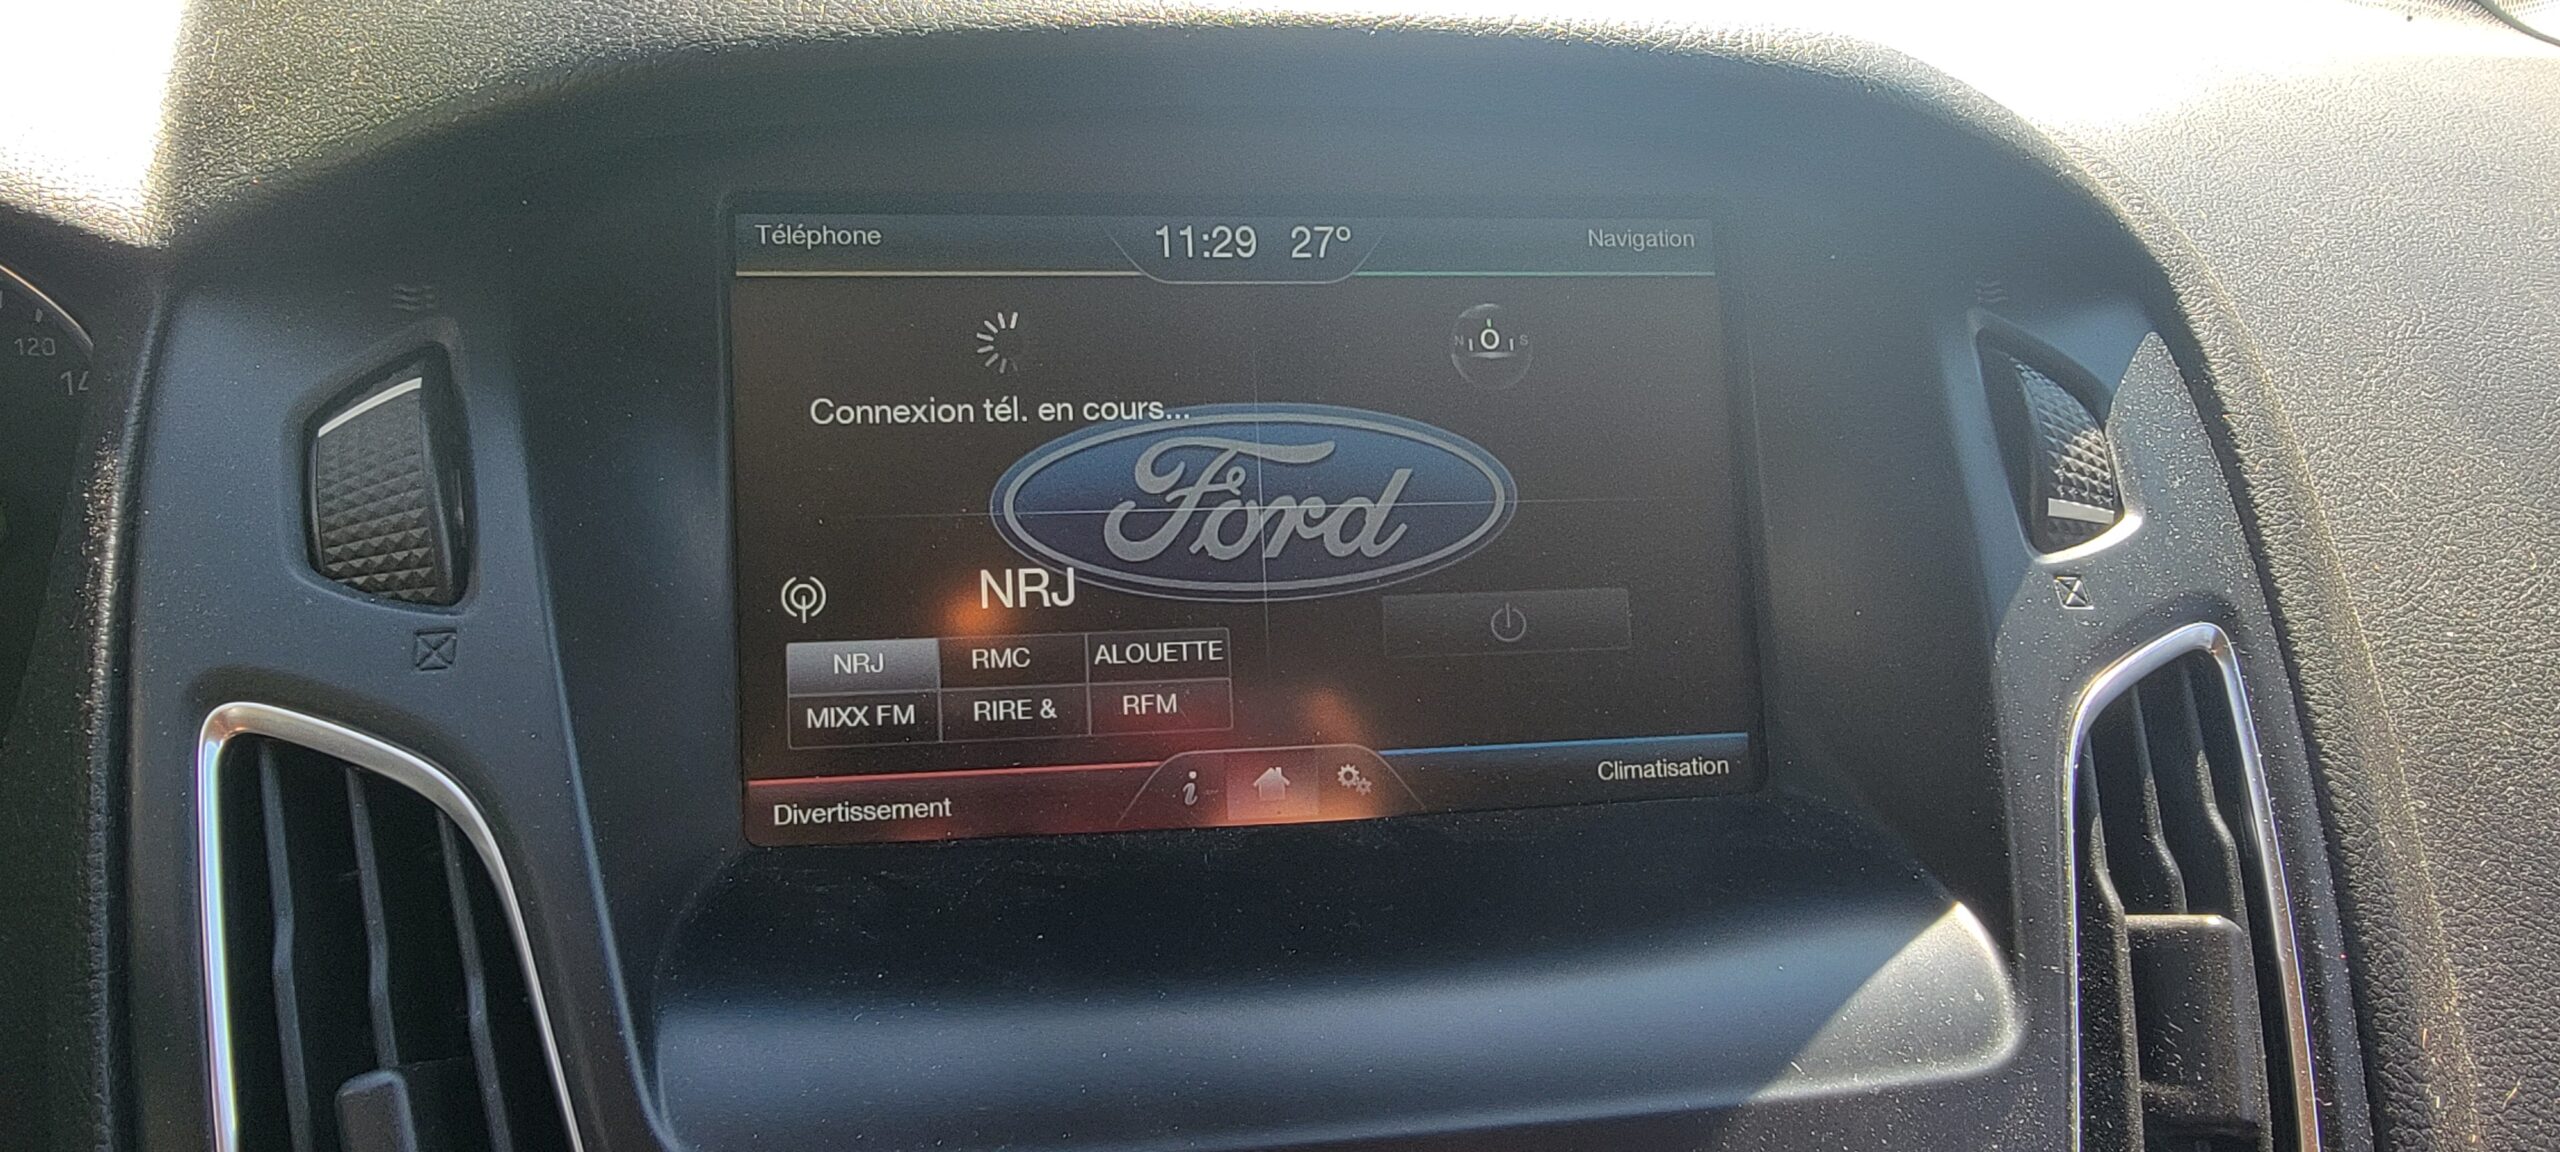 Téléphone
11:29 27°
Navigation
120
N O S
Connexion tél. en cours...
Ford
NRJ
NRJ RMC ALOUETTE
MIXX FM RIRE & RFM
Divertissement
i
Climatisation